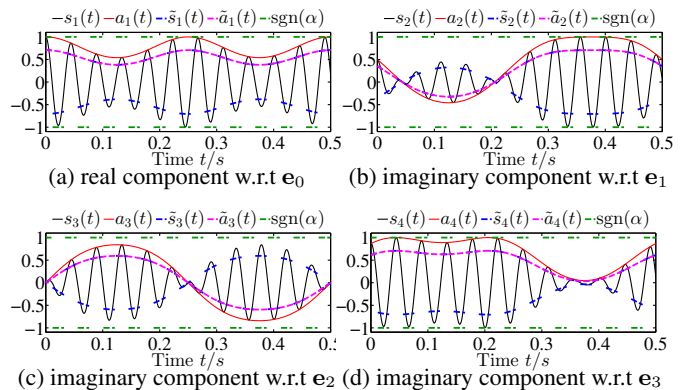 −s₁(t) −a₁(t) −s̃₁(t) −ã₁(t) −sgn(α)
1
0.5
0
−0.5
−1
0 0.1 0.2 0.3 0.4 0.5
Time t/s
(a) real component w.r.t e₀
−s₂(t) −a₂(t) −s̃₂(t) −ã₂(t) −sgn(α)
1
0.5
0
−0.5
−1
0 0.1 0.2 0.3 0.4 0.5
Time t/s
(b) imaginary component w.r.t e₁
−s₃(t) −a₃(t) −s̃₃(t) −ã₃(t) −sgn(α)
1
0.5
0
−0.5
−1
0 0.1 0.2 0.3 0.4 0.5
Time t/s
(c) imaginary component w.r.t e₂
−s₄(t) −a₄(t) −s̃₄(t) −ã₄(t) −sgn(α)
1
0.5
0
−0.5
−1
0 0.1 0.2 0.3 0.4 0.5
Time t/s
(d) imaginary component w.r.t e₃